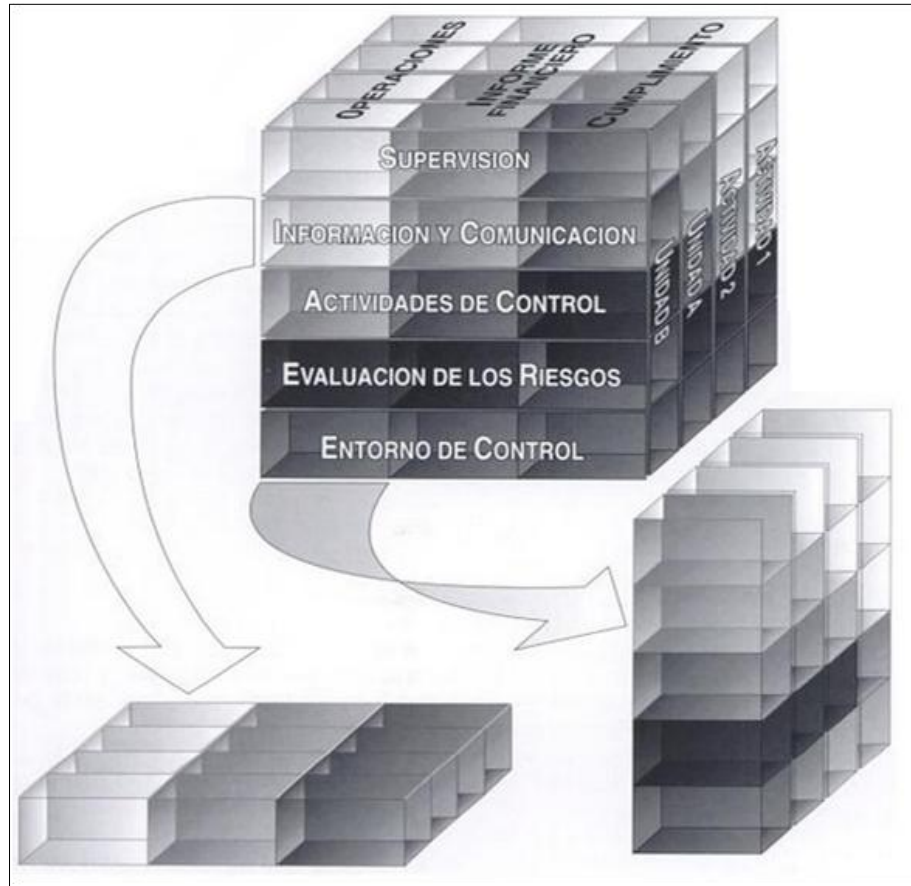 OPERACIONES
INFORME
FINANCIERO
CUMPLIMIENTO
SUPERVISION
INFORMACION Y COMUNICACION
ACTIVIDADES DE CONTROL
EVALUACION DE LOS RIESGOS
ENTORNO DE CONTROL
UNIDAD B
UNIDAD A
ACTIVIDAD 2
ACTIVIDAD 1